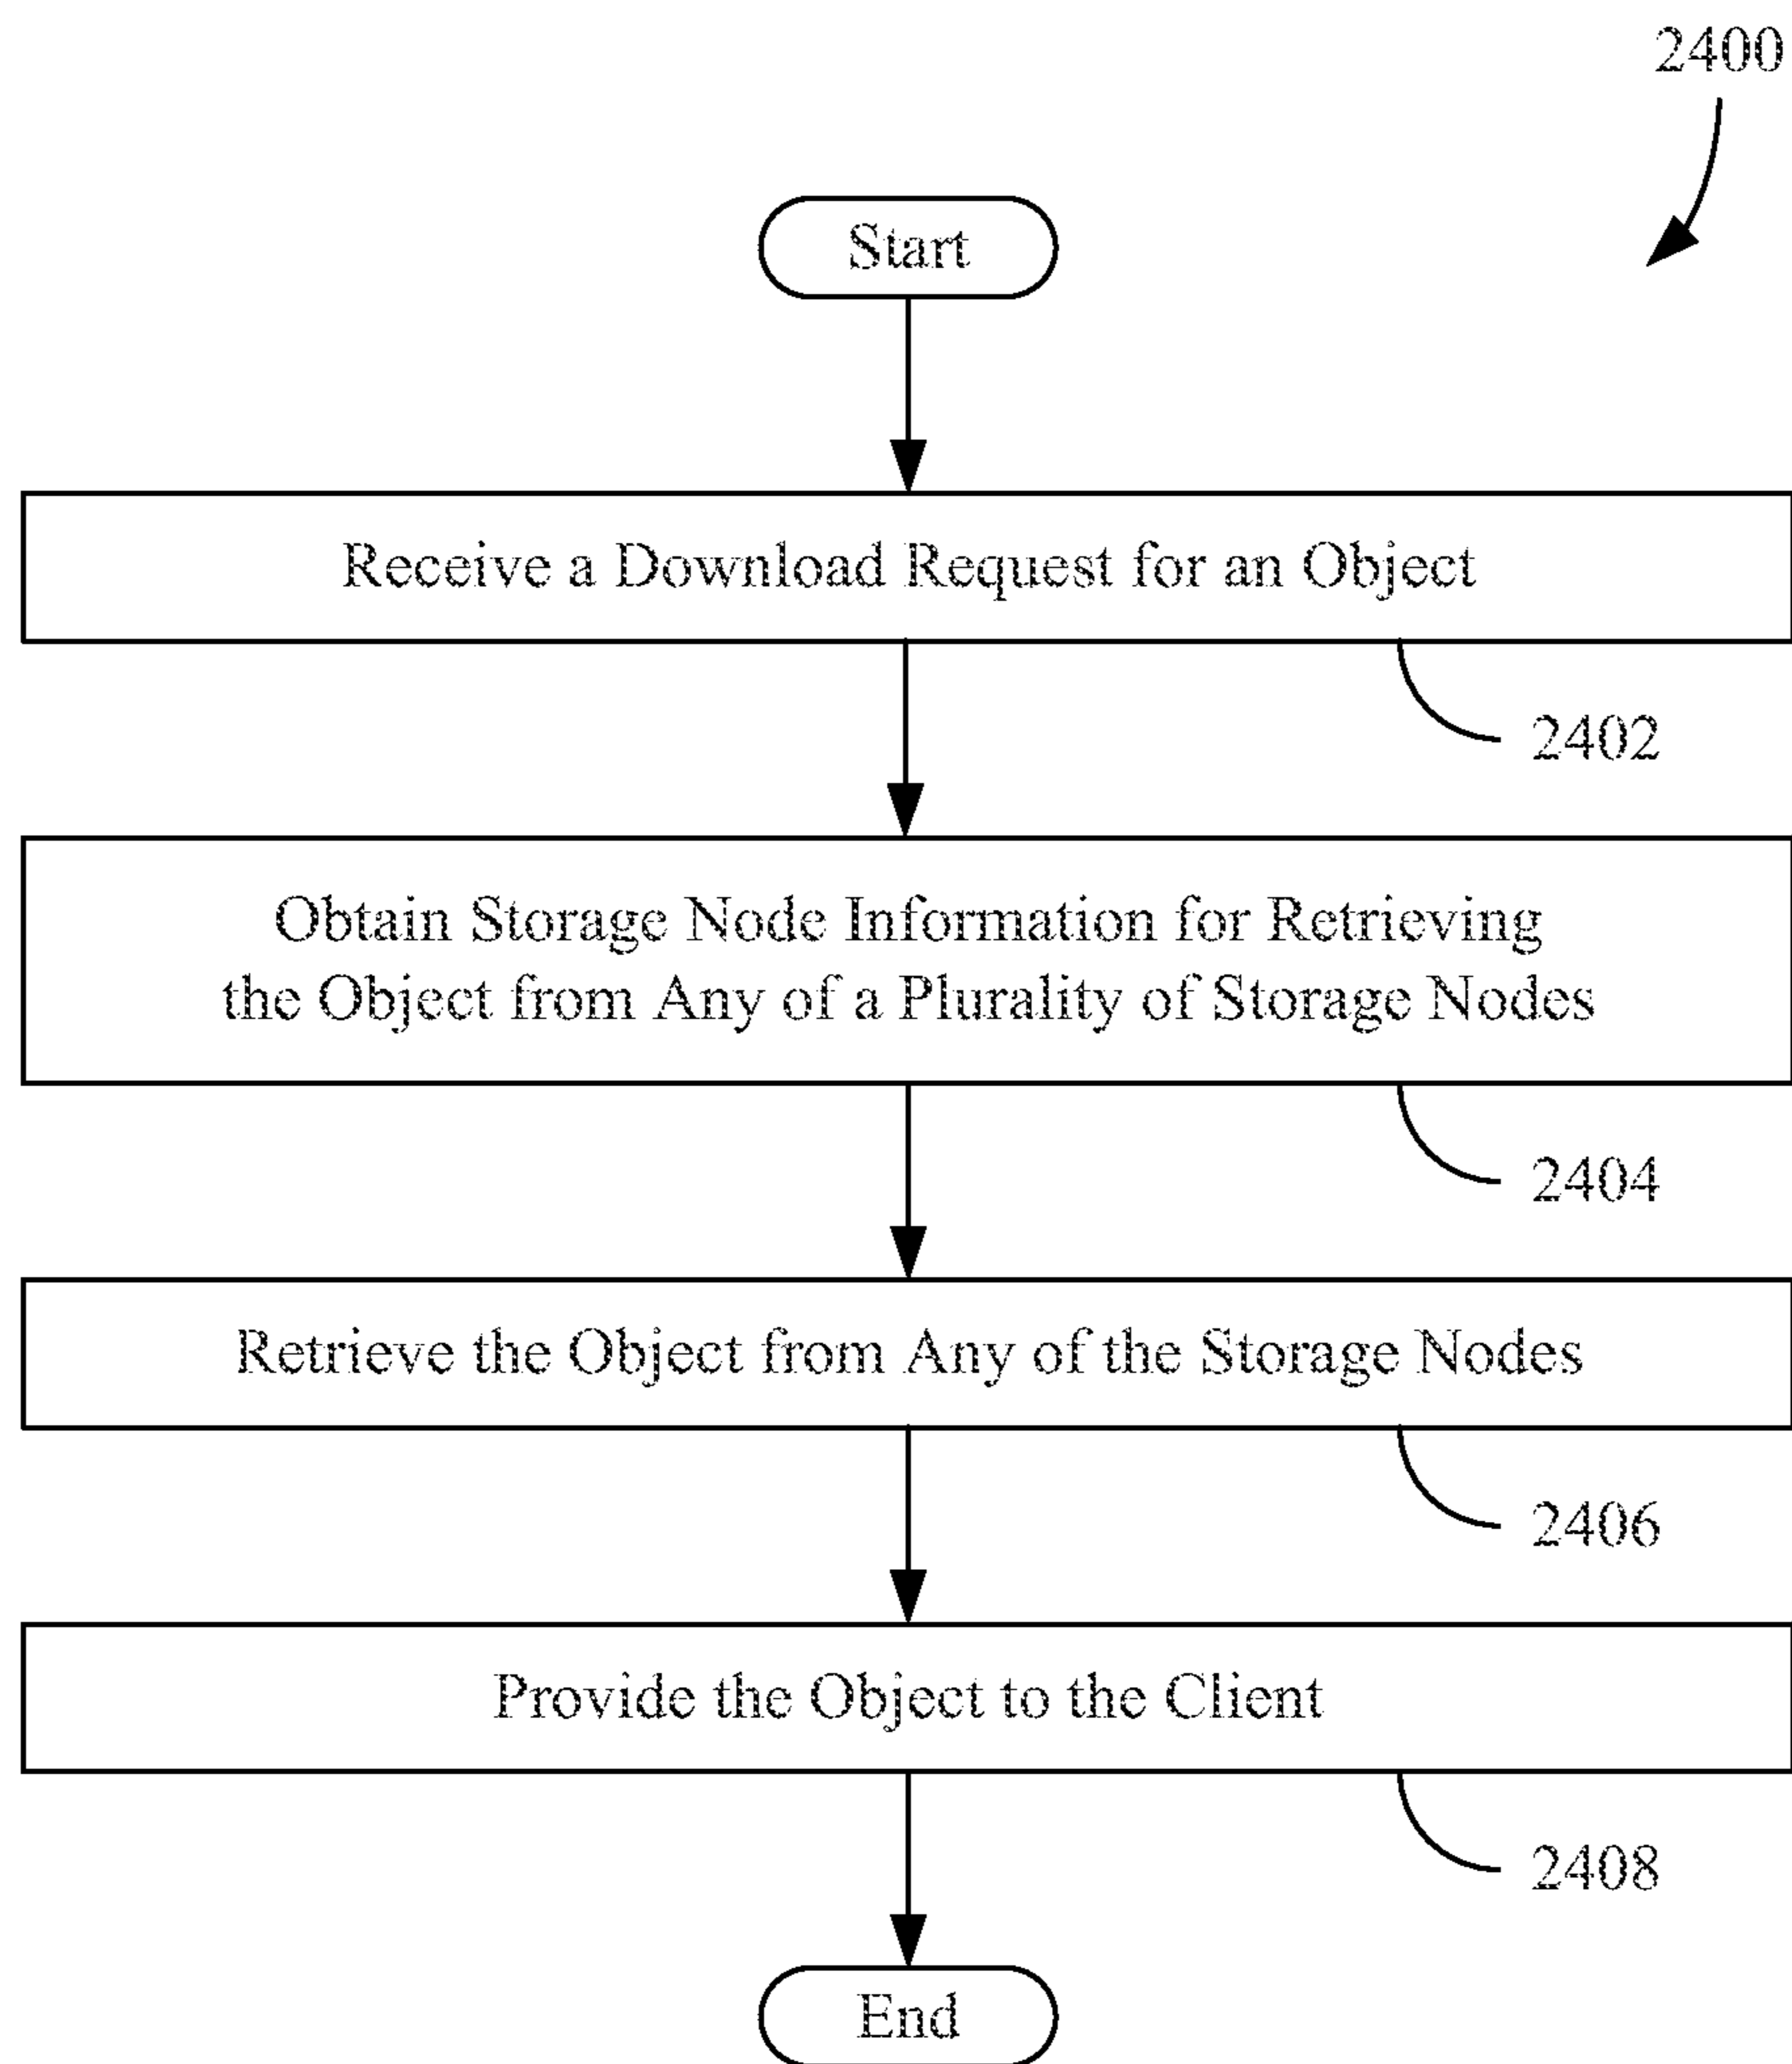 2400
Start
Receive a Download Request for an Object
2402
Obtain Storage Node Information for Retrieving
the Object from Any of a Plurality of Storage Nodes
2404
Retrieve the Object from Any of the Storage Nodes
2406
Provide the Object to the Client
2408
End